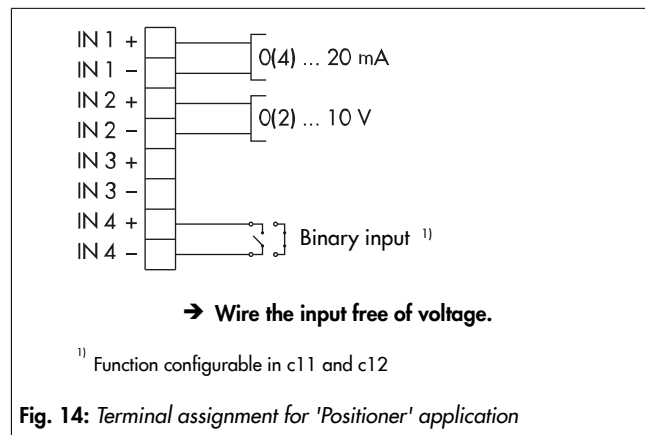 IN 1 +
IN 1 –
0(4) ... 20 mA
IN 2 +
IN 2 –
0(2) ... 10 V
IN 3 +
IN 3 –
IN 4 +
IN 4 –
Binary input 1)
➔ Wire the input free of voltage.
1) Function configurable in c11 and c12
Fig. 14: Terminal assignment for 'Positioner' application